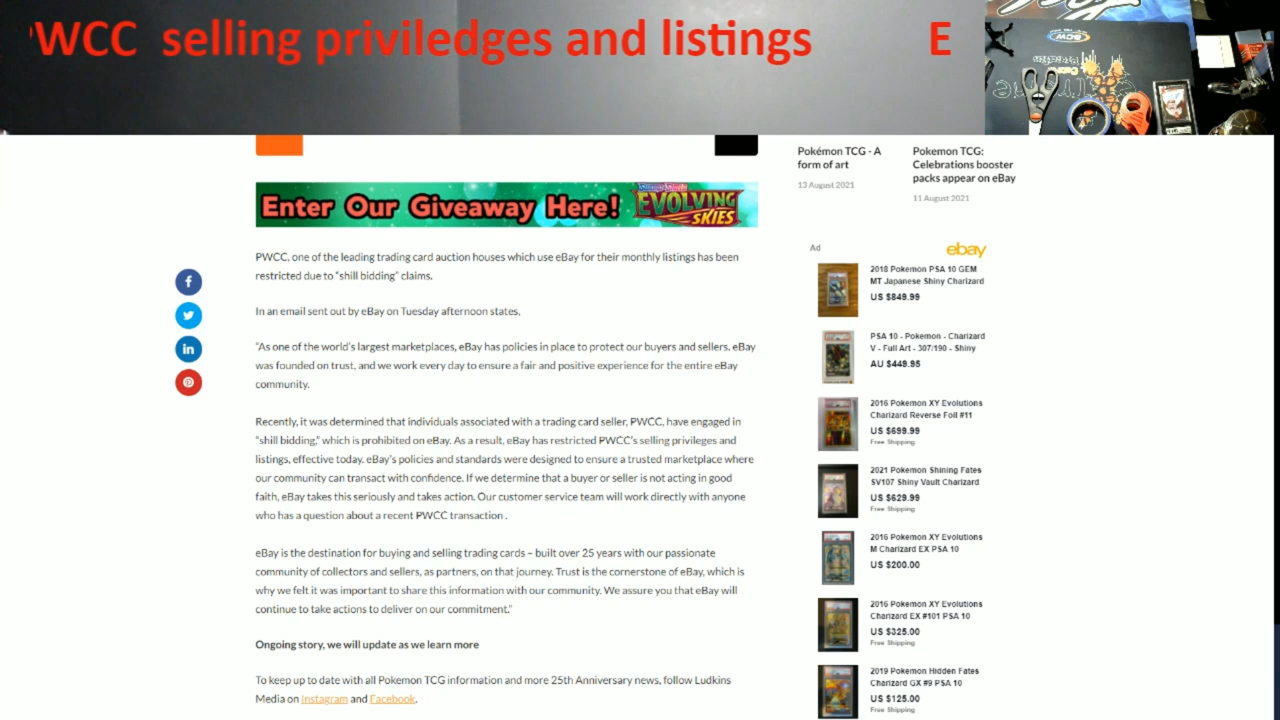 WCC selling priviledges and listings E
Pokémon TCG - A
form of art
13 August 2021
Pokemon TCG:
Celebrations booster
packs appear on eBay
11 August 2021
Enter Our Giveaway Here! EVOLVING
SKIES
PWCC, one of the leading trading card auction houses which use eBay for their monthly listings has been
restricted due to “shill bidding” claims.
In an email sent out by eBay on Tuesday afternoon states,
“As one of the world’s largest marketplaces, eBay has policies in place to protect our buyers and sellers. eBay
was founded on trust, and we work every day to ensure a fair and positive experience for the entire eBay
community.
Recently, it was determined that individuals associated with a trading card seller, PWCC, have engaged in
“shill bidding,” which is prohibited on eBay. As a result, eBay has restricted PWCC’s selling privileges and
listings, effective today. eBay’s policies and standards were designed to ensure a trusted marketplace where
our community can transact with confidence. If we determine that a buyer or seller is not acting in good
faith, eBay takes this seriously and takes action. Our customer service team will work directly with anyone
who has a question about a recent PWCC transaction .
eBay is the destination for buying and selling trading cards – built over 25 years with our passionate
community of collectors and sellers, as partners, on that journey. Trust is the cornerstone of eBay, which is
why we felt it was important to share this information with our community. We assure you that eBay will
continue to take actions to deliver on our commitment.”
Ongoing story, we will update as we learn more
To keep up to date with all Pokemon TCG information and more 25th Anniversary news, follow Ludkins
Media on Instagram and Facebook.
Ad
ebay
2018 Pokemon PSA 10 GEM
MT Japanese Shiny Charizard
US $849.99
PSA 10 - Pokemon - Charizard
V - Full Art - 307/190 - Shiny
AU $449.95
2016 Pokemon XY Evolutions
Charizard Reverse Foil #11
US $699.99
Free Shipping
2021 Pokemon Shining Fates
SV107 Shiny Vault Charizard
US $629.99
Free Shipping
2016 Pokemon XY Evolutions
M Charizard EX PSA 10
US $200.00
2016 Pokemon XY Evolutions
Charizard EX #101 PSA 10
US $325.00
Free Shipping
2019 Pokemon Hidden Fates
Charizard GX #9 PSA 10
US $125.00
Free Shipping